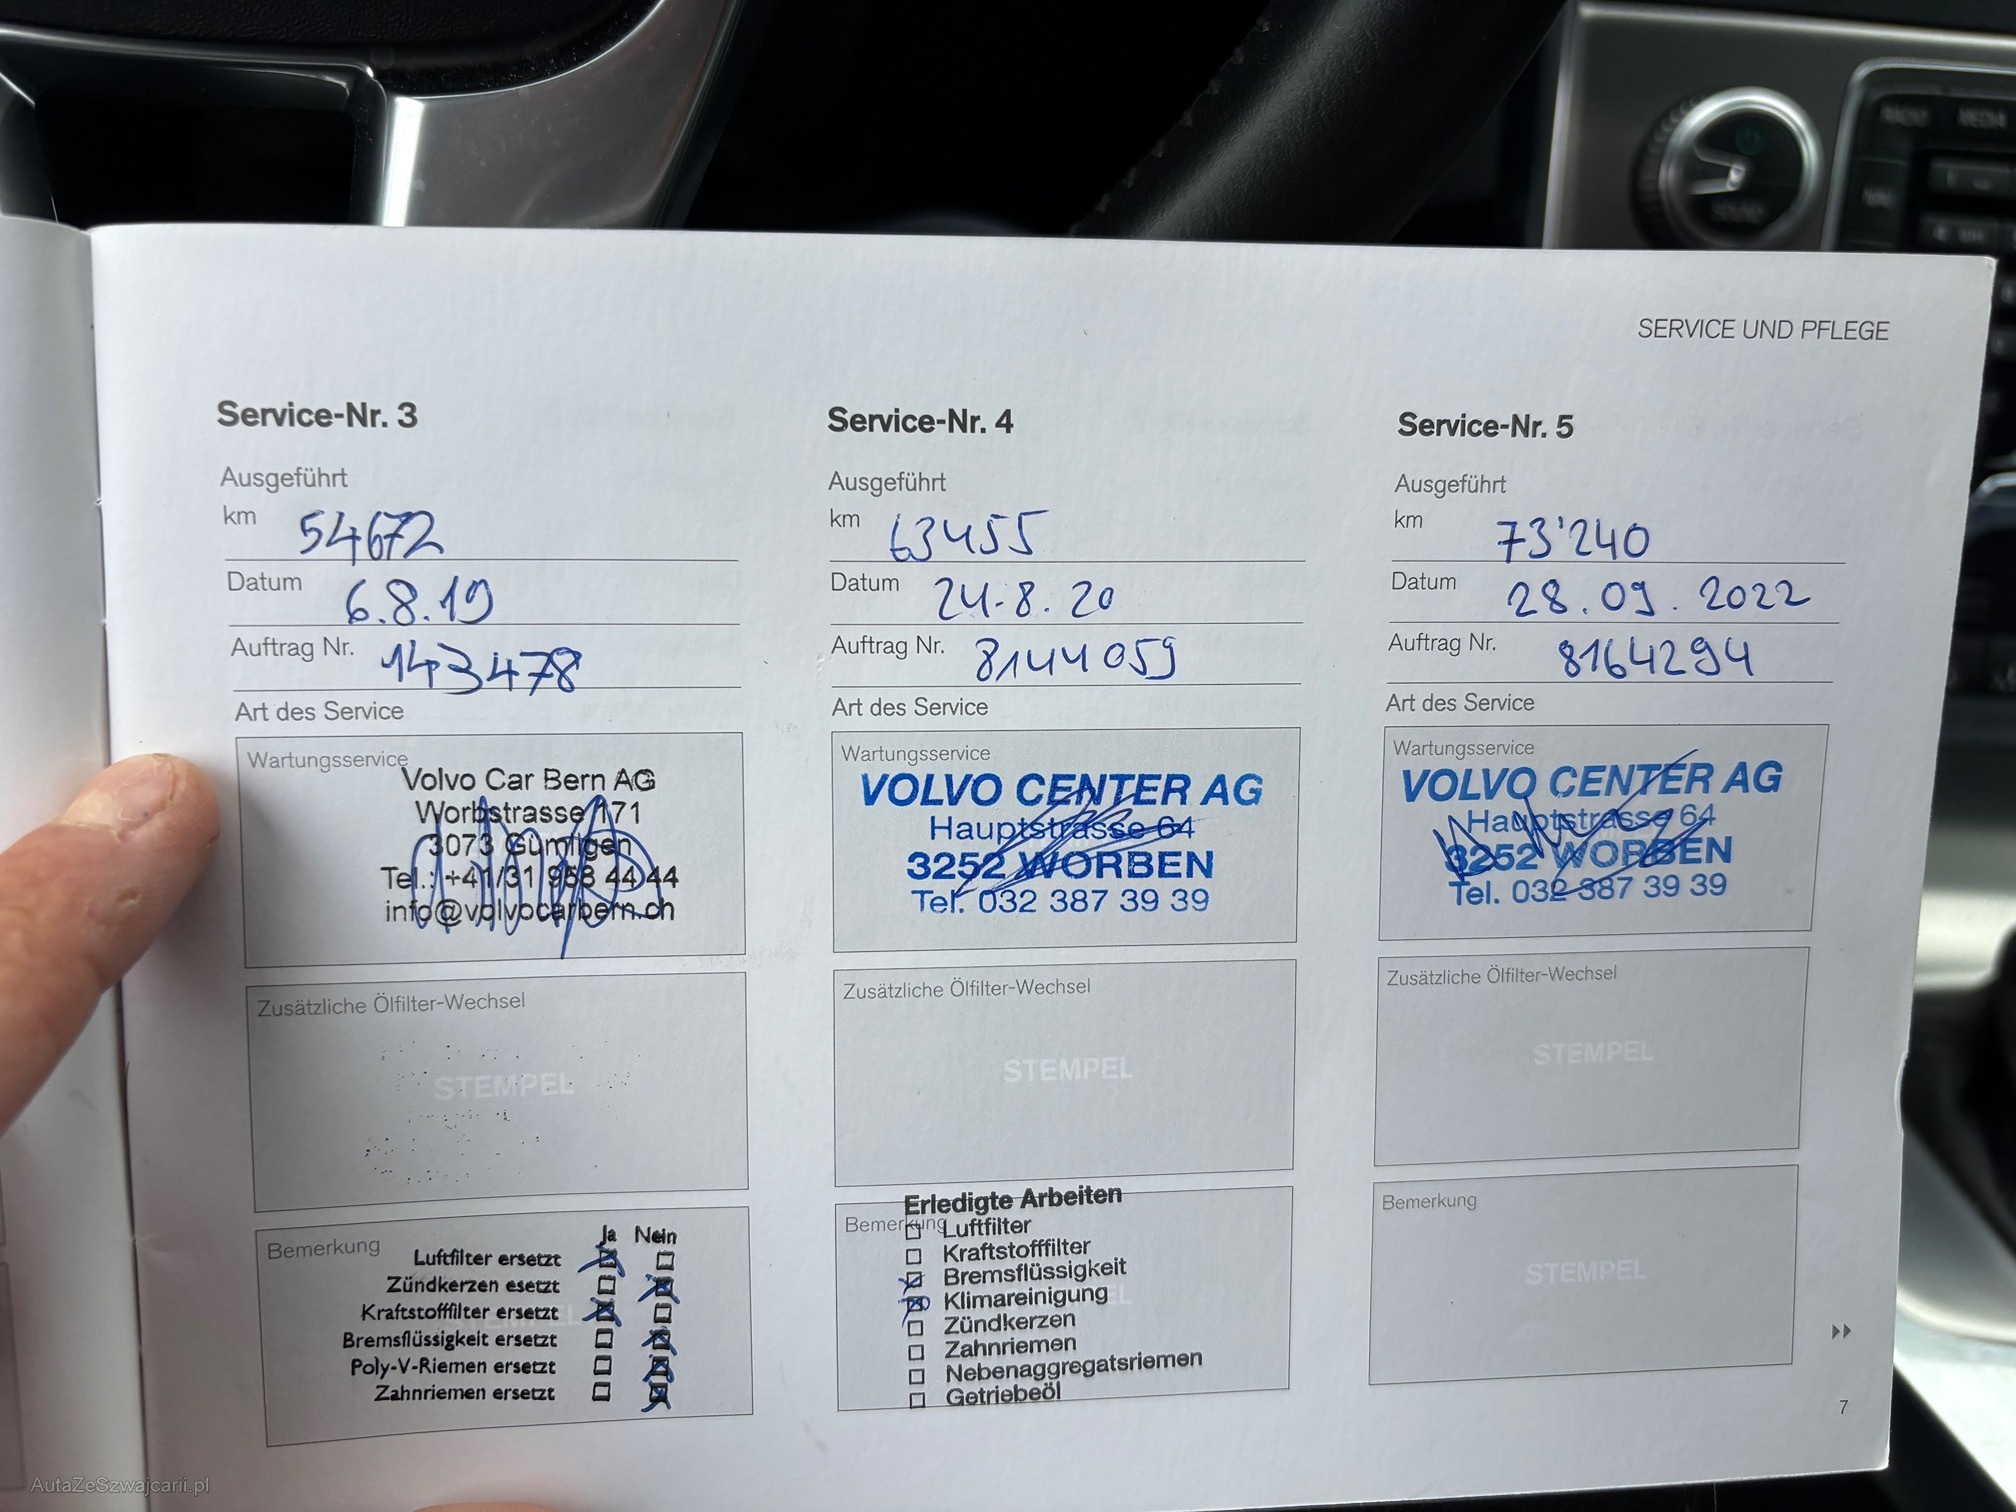 SERVICE UND PFLEGE
Service-Nr. 3
Ausgeführt
km 54672
Datum 6.8.19
Auftrag Nr. 143478
Art des Service
Wartungsservice
Volvo Car Bern AG
Worbstrasse 171
3073 Gümligen
Tel.: +41/31 958 44 44
info@volvocarbern.ch
Zusätzliche Ölfilter-Wechsel
STEMPEL
Bemerkung
Ja Nein
Luftfilter ersetzt
Zündkerzen esetzt
Kraftstofffilter ersetzt
Bremsflüssigkeit ersetzt
Poly-V-Riemen ersetzt
Zahnriemen ersetzt
Service-Nr. 4
Ausgeführt
km 63455
Datum 24.8.20
Auftrag Nr. 8144059
Art des Service
Wartungsservice
VOLVO CENTER AG
Hauptstrasse 64
3252 WORBEN
Tel. 032 387 39 39
Zusätzliche Ölfilter-Wechsel
STEMPEL
Erledigte Arbeiten
Bemerkung
Luftfilter
Kraftstofffilter
Bremsflüssigkeit
Klimareinigung
Zündkerzen
Zahnriemen
Nebenaggregatsriemen
Getriebeöl
Service-Nr. 5
Ausgeführt
km 73'240
Datum 28.09.2022
Auftrag Nr. 8164294
Art des Service
Wartungsservice
VOLVO CENTER AG
Hauptstrasse 64
3252 WORBEN
Tel. 032 387 39 39
Zusätzliche Ölfilter-Wechsel
STEMPEL
Bemerkung
STEMPEL
7
AutaZeSzwajcarii.pl